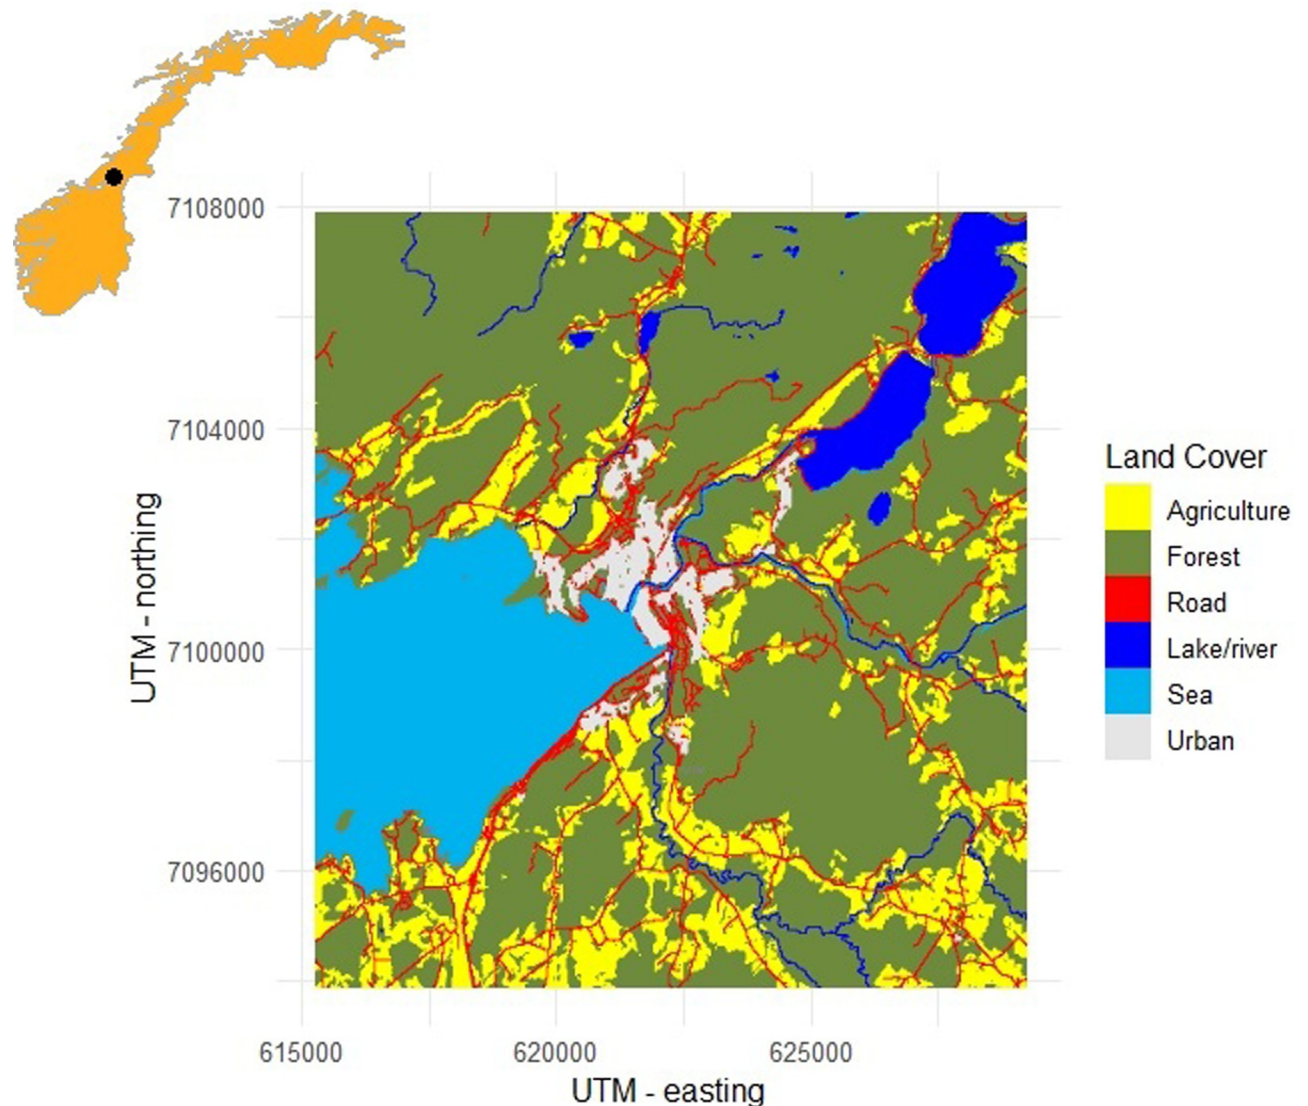 7108000
7104000
7100000
7096000
UTM - northing
615000
620000
625000
UTM - easting
Land Cover
Agriculture
Forest
Road
Lake/river
Sea
Urban